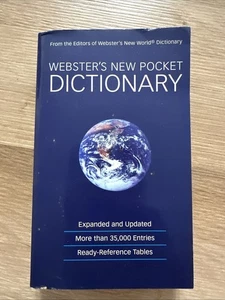 From the Editors of Webster's New World® Dictionary
WEBSTER'S NEW POCKET
DICTIONARY
Expanded and Updated
More than 35,000 Entries
Ready-Reference Tables